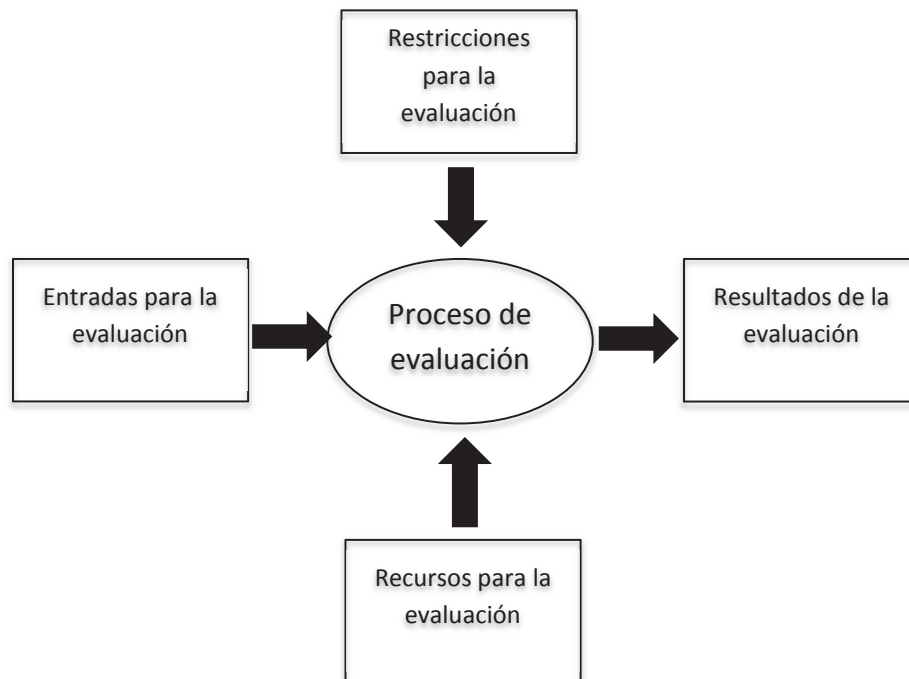 Restricciones
para la
evaluación
Entradas para la
evaluación
Proceso de
evaluación
Resultados de la
evaluación
Recursos para la
evaluación